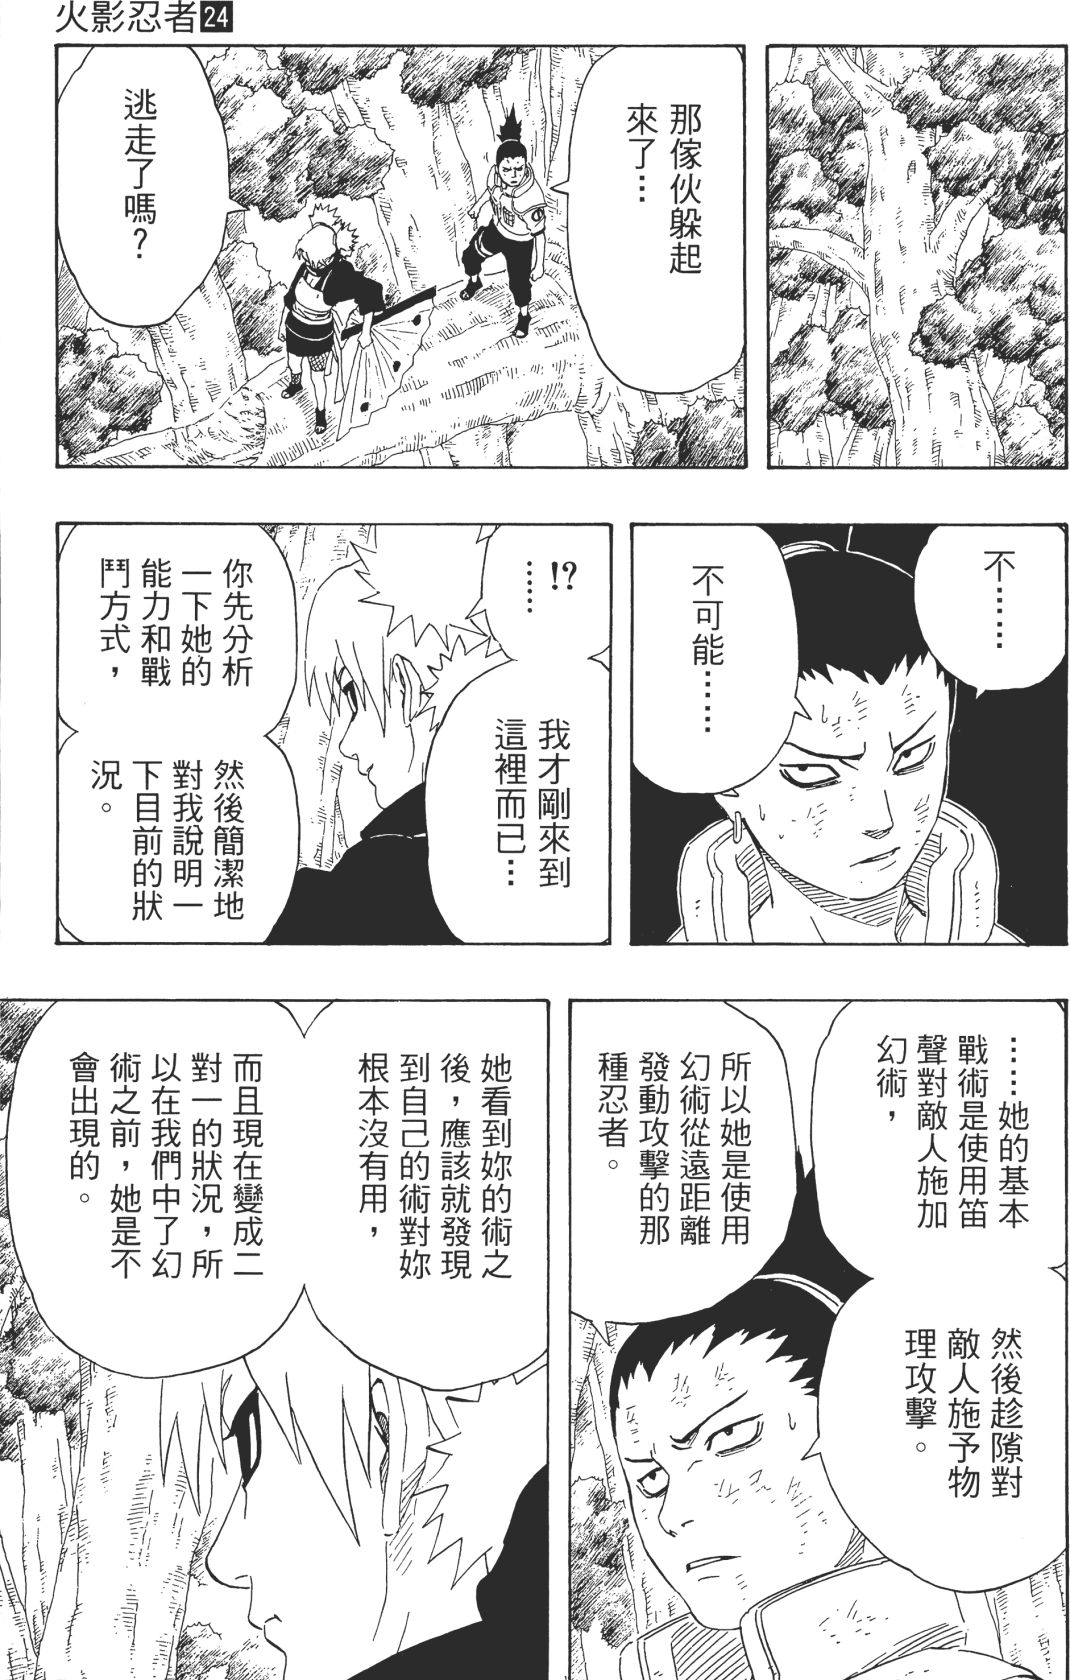 火影忍者24
那傢伙躲起
來了⋯
逃走了嗎？
不⋯⋯
不可能⋯⋯
!?
⋯⋯
我才剛來到
這裡而已⋯
你先分析
一下她的
能力和戰
鬥方式，
然後簡潔地
對我說明一
下目前的狀
況。
⋯⋯她的基本
戰術是使用笛
聲對敵人施加
幻術，
然後趁隙對
敵人施予物
理攻擊。
所以她是使用
幻術從遠距離
發動攻擊的那
種忍者。
她看到妳的術之
後，應該就發現
到自己的術對妳
根本沒有用，
而且現在變成二
對一的狀況，所
以在我們中了幻
術之前，她是不
會出現的。